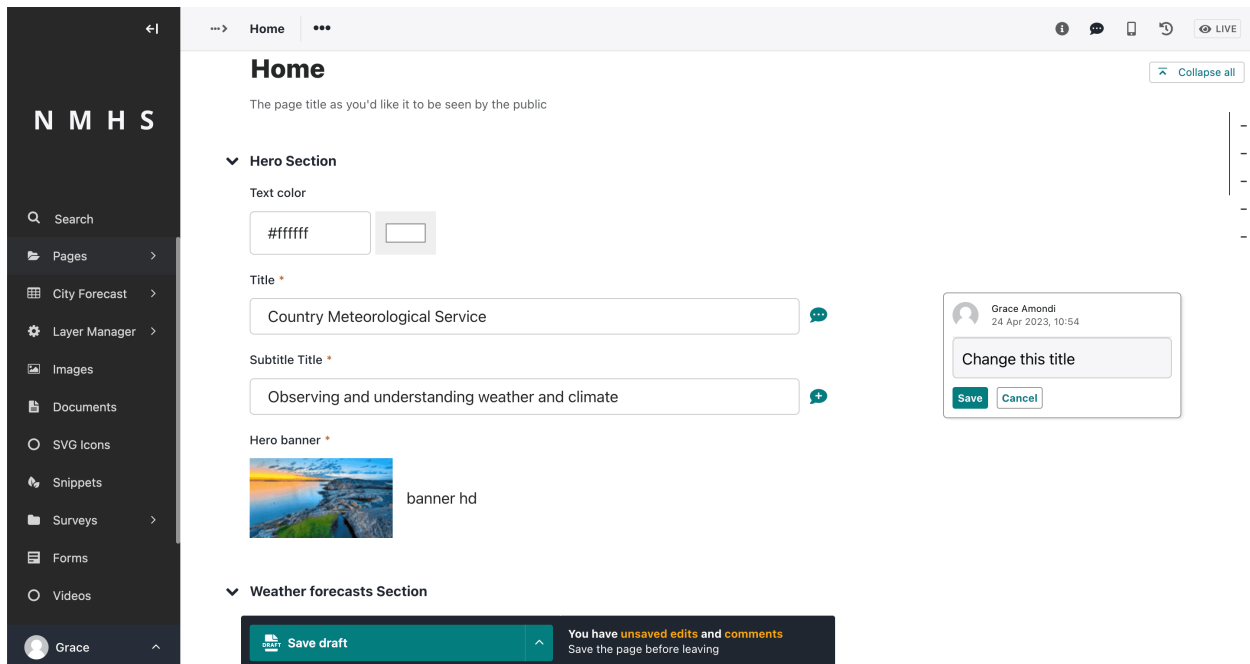 Home
LIVE
NMHS
Search
Pages
City Forecast
Layer Manager
Images
Documents
SVG Icons
Snippets
Surveys
Forms
Videos
Grace
Home
Collapse all
The page title as you'd like it to be seen by the public
Hero Section
Text color
#ffffff
Title *
Country Meteorological Service
Subtitle Title *
Observing and understanding weather and climate
Hero banner *
banner hd
Grace Amondi
24 Apr 2023, 10:54
Change this title
Save
Cancel
Weather forecasts Section
DRAFT
Save draft
You have unsaved edits and comments
Save the page before leaving